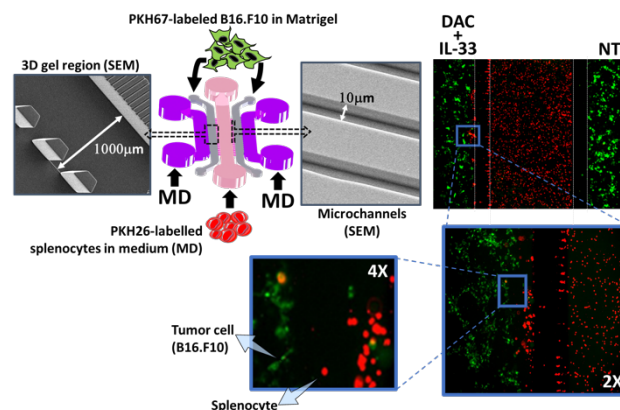 PKH67-labeled B16.F10 in Matrigel
3D gel region (SEM)
1000μm
10μm
MD
MD
Microchannels
(SEM)
PKH26-labelled
splenocytes in medium (MD)
DAC
+
IL-33
NT
4X
2X
Tumor cell
(B16.F10)
Splenocyte